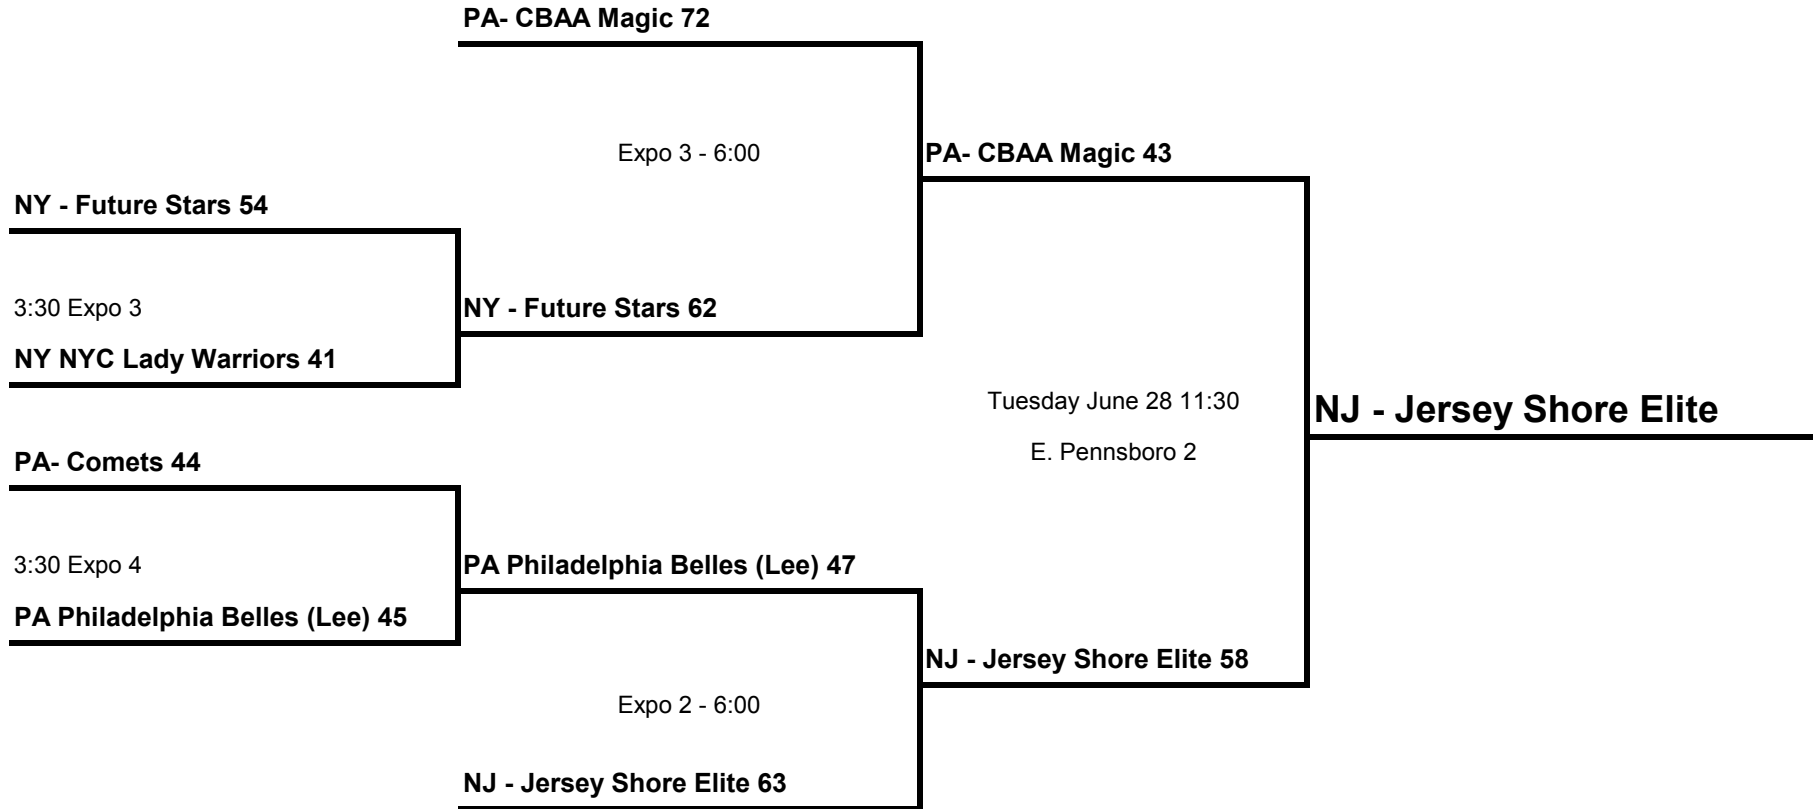 PA- CBAA Magic 72
Expo 3 - 6:00
PA- CBAA Magic 43
NY - Future Stars 54
3:30 Expo 3
NY - Future Stars 62
NY NYC Lady Warriors 41
Tuesday June 28 11:30
NJ - Jersey Shore Elite
E. Pennsboro 2
PA- Comets 44
3:30 Expo 4
PA Philadelphia Belles (Lee) 47
PA Philadelphia Belles (Lee) 45
NJ - Jersey Shore Elite 58
Expo 2 - 6:00
NJ - Jersey Shore Elite 63